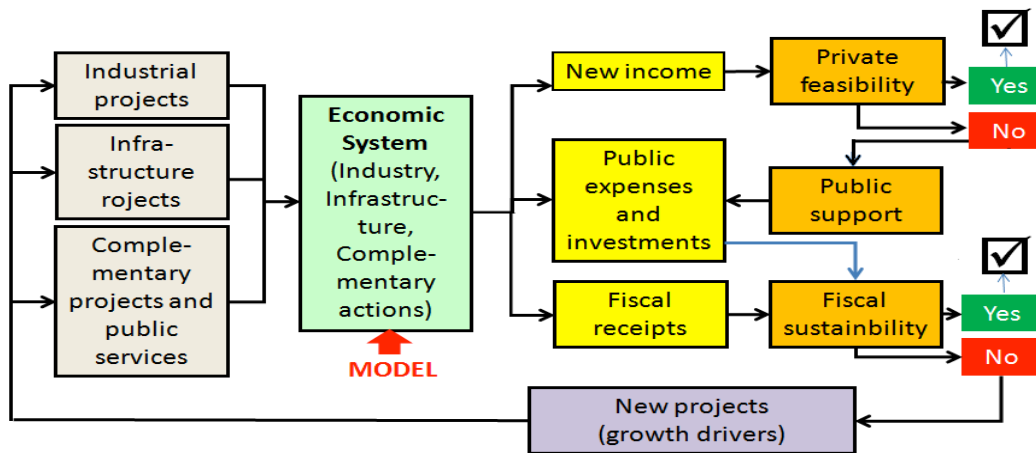 Industrial
projects
Infra-
structure
rojects
Comple-
mentary
projects and
public
services
Economic
System
(Industry,
Infrastruc-
ture,
Comple-
mentary
actions)
MODEL
New income
Public
expenses
and
investments
Fiscal
receipts
Private
feasibility
Public
support
Fiscal
sustainbility
Yes
No
Yes
No
New projects
(growth drivers)